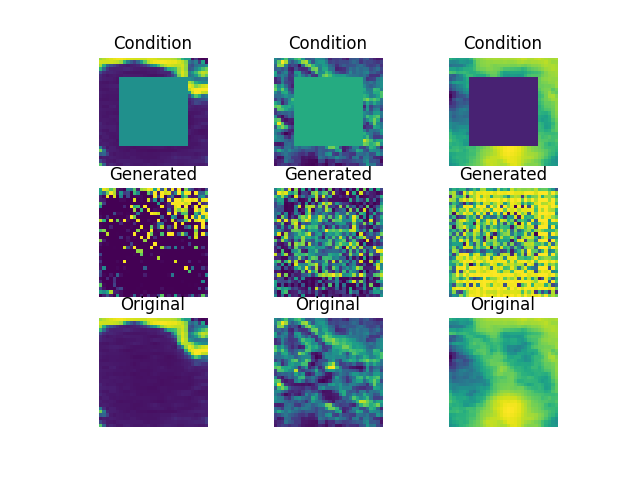 Condition Condition Condition
Generated Generated Generated
Original Original Original